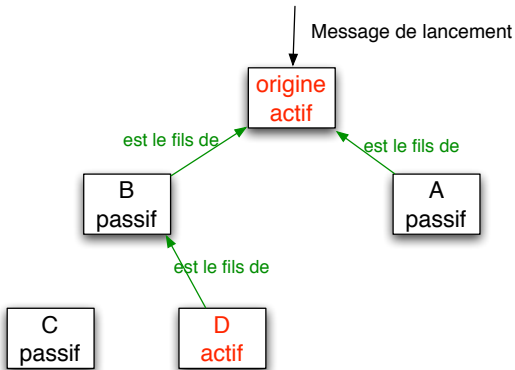 Message de lancement
origine
actif
est le fils de
est le fils de
B
passif
A
passif
est le fils de
C
passif
D
actif